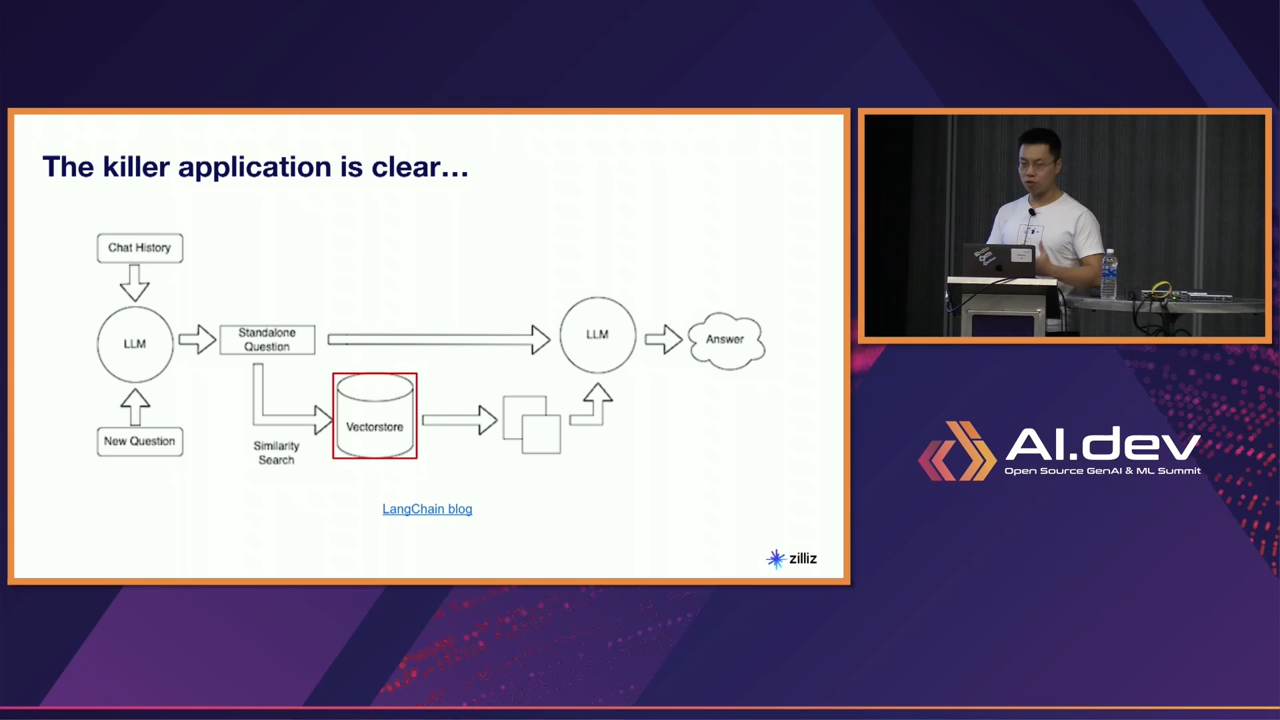 The killer application is clear...
Chat History
LLM
New Question
Standalone
Question
Similarity
Search
Vectorstore
LLM
Answer
LangChain blog
zilliz
AI.dev
Open Source GenAI & ML Summit